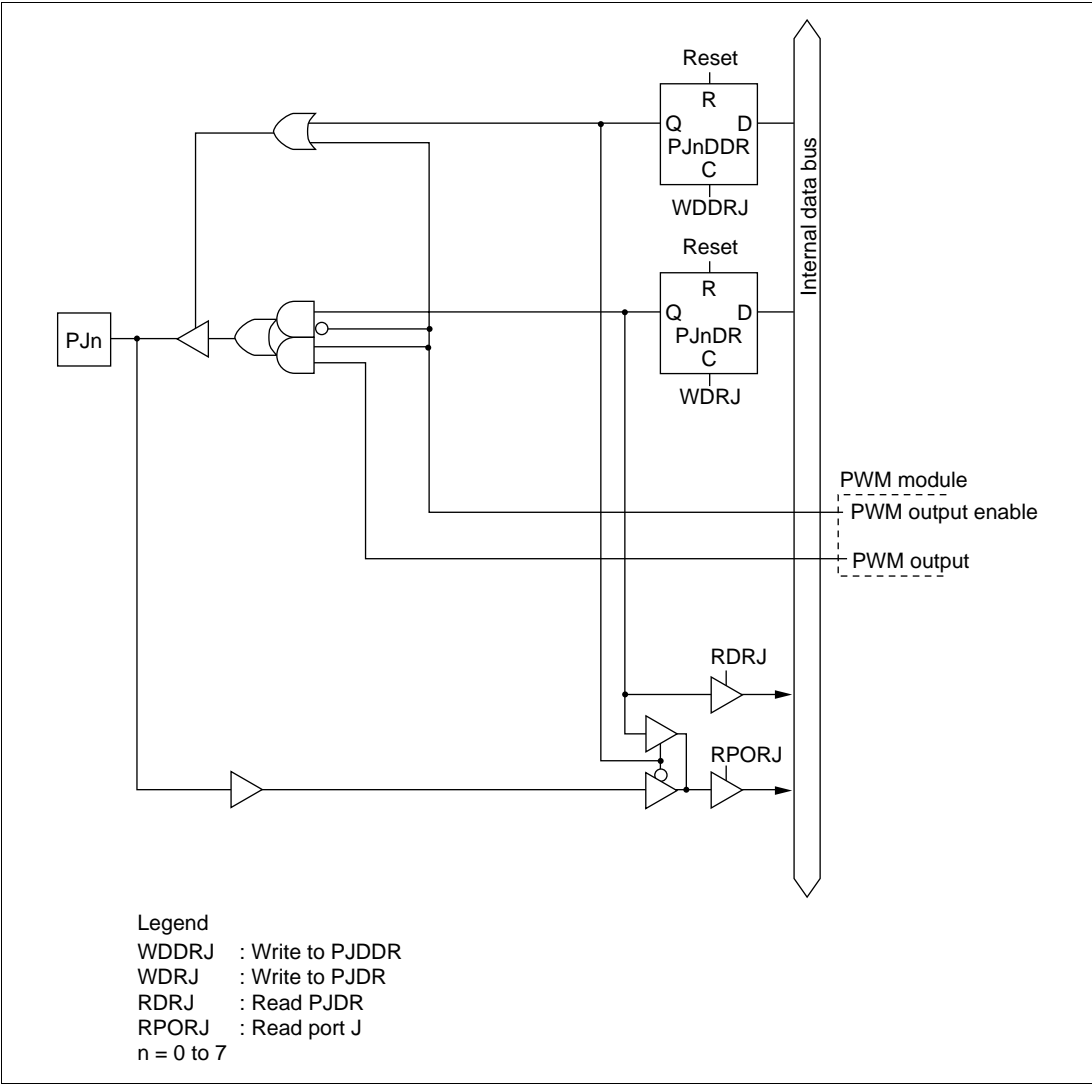 Reset
R
Q D
PJnDDR
C
WDDRJ
Internal data bus
Reset
R
Q D
PJnDR
C
WDRJ
PJn
PWM module
PWM output enable
PWM output
RDRJ
RPORJ
Legend
WDDRJ : Write to PJDDR
WDRJ : Write to PJDR
RDRJ : Read PJDR
RPORJ : Read port J
n = 0 to 7